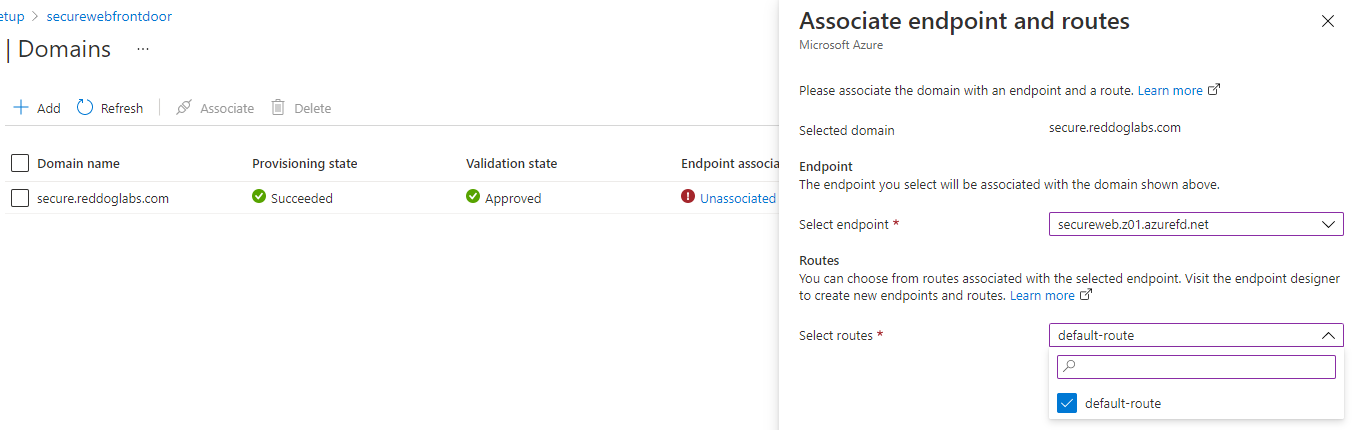 etup > securewebfrontdoor
| Domains ...
+ Add Refresh Associate Delete
Domain name Provisioning state Validation state Endpoint associa
secure.reddoglabs.com Succeeded Approved Unassociated
Associate endpoint and routes
Microsoft Azure
Please associate the domain with an endpoint and a route. Learn more
Selected domain secure.reddoglabs.com
Endpoint
The endpoint you select will be associated with the domain shown above.
Select endpoint * secureweb.z01.azurefd.net
Routes
You can choose from routes associated with the selected endpoint. Visit the endpoint designer
to create new endpoints and routes. Learn more
Select routes * default-route
default-route